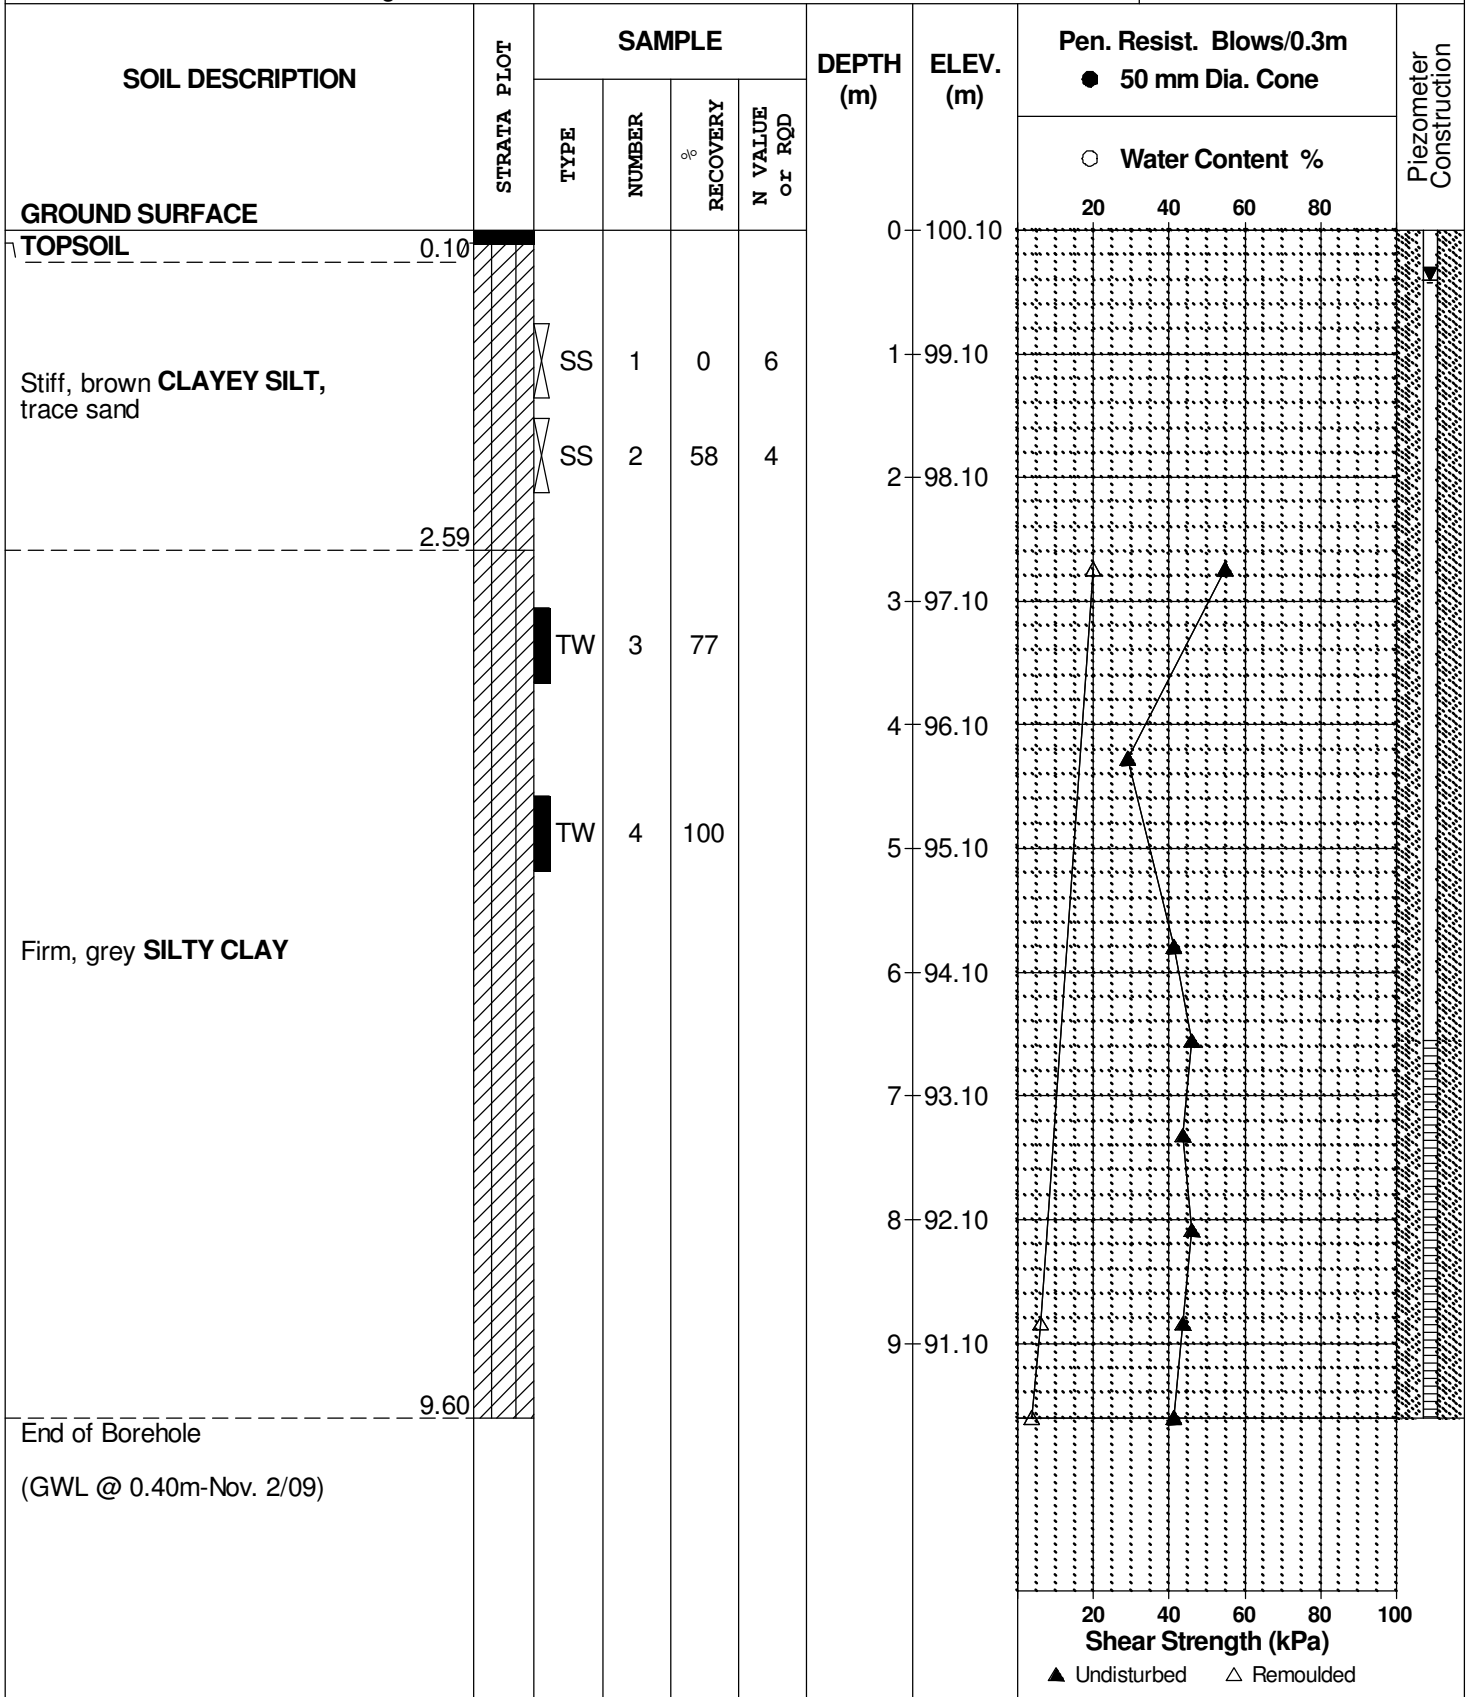 SOIL DESCRIPTION
GROUND SURFACE
STRATA PLOT
SAMPLE
TYPE
NUMBER
%
RECOVERY
N VALUE
or RQD
DEPTH
(m)
ELEV.
(m)
Pen. Resist. Blows/0.3m
● 50 mm Dia. Cone
○ Water Content %
20 40 60 80
Piezometer
Construction
TOPSOIL 0.10
0 100.10
Stiff, brown CLAYEY SILT,
trace sand
SS 1 0 6
1 99.10
SS 2 58 4
2 98.10
2.59
3 97.10
TW 3 77
4 96.10
TW 4 100
5 95.10
Firm, grey SILTY CLAY
6 94.10
7 93.10
8 92.10
9 91.10
9.60
End of Borehole
(GWL @ 0.40m-Nov. 2/09)
20 40 60 80 100
Shear Strength (kPa)
▲ Undisturbed △ Remoulded